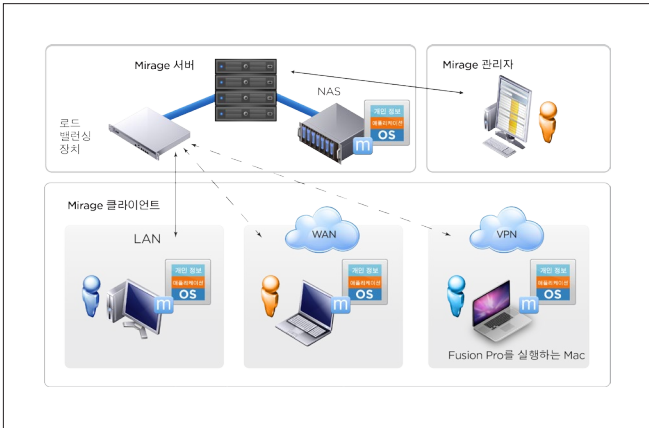 Mirage 서버
NAS
로드
밸런싱
장치
개인 정보
애플리케이션
OS
m
Mirage 관리자
Mirage 클라이언트
LAN
개인 정보
애플리케이션
OS
m
WAN
개인 정보
애플리케이션
OS
m
VPN
개인 정보
애플리케이션
OS
m
Fusion Pro를 실행하는 Mac